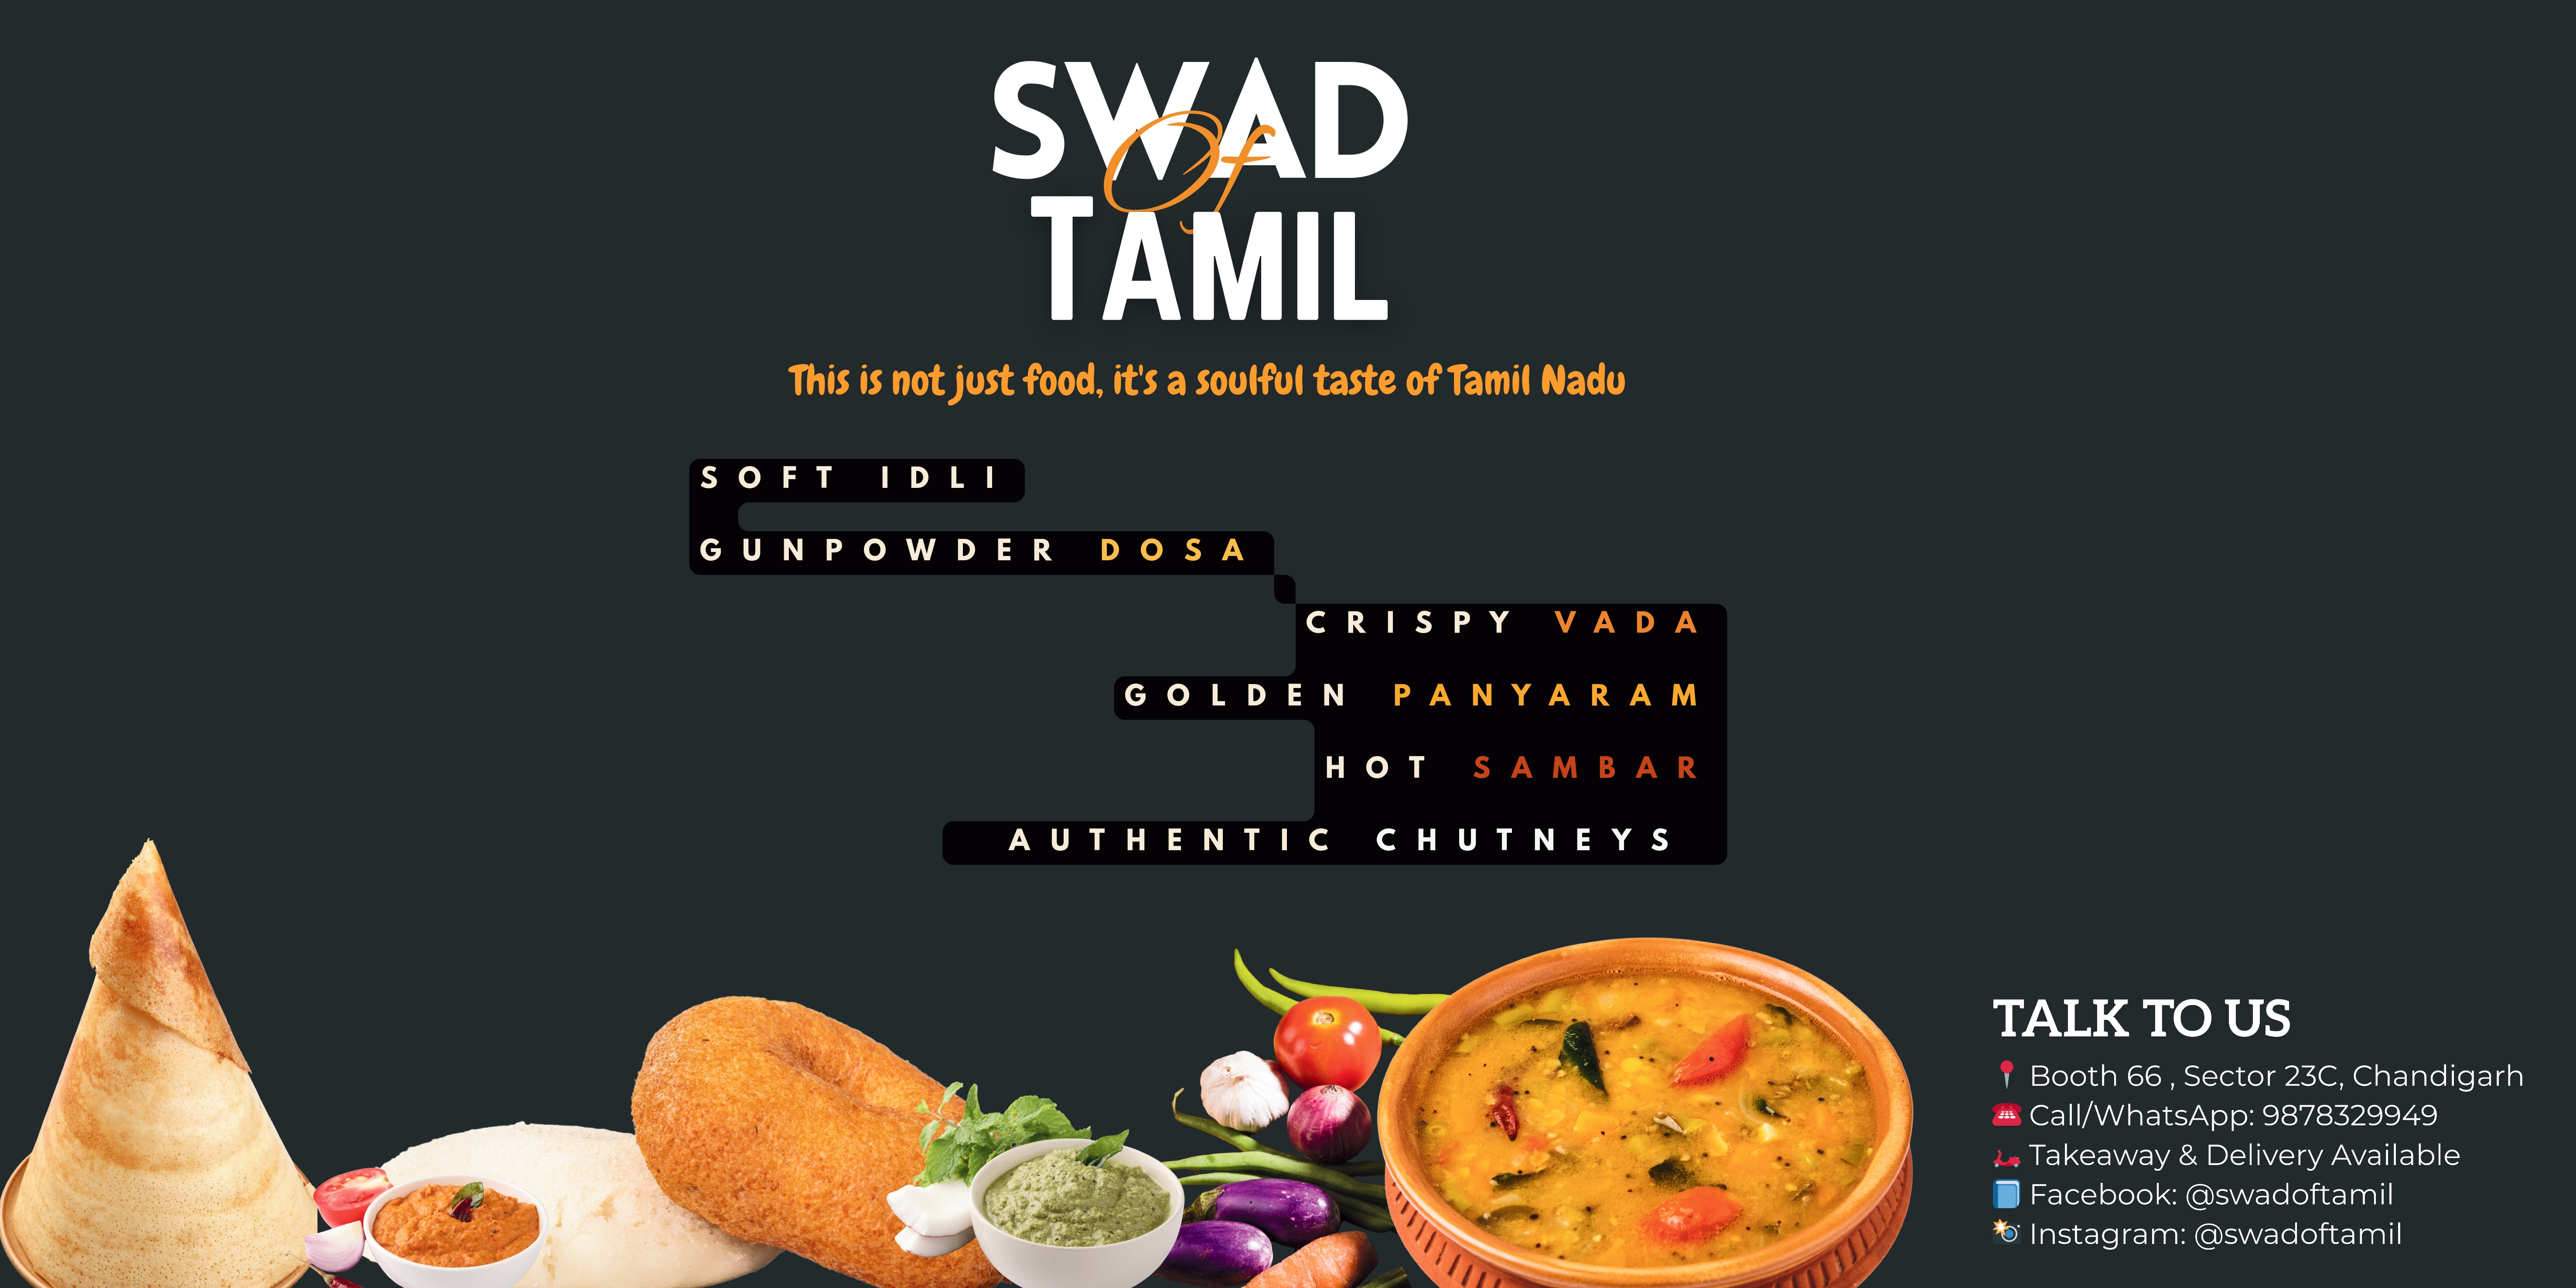 SWAD
Of
TAMIL
This is not just food, it's a soulful taste of Tamil Nadu
SOFT IDLI
GUNPOWDER DOSA
CRISPY VADA
GOLDEN PANYARAM
HOT SAMBAR
AUTHENTIC CHUTNEYS
TALK TO US
Booth 66 , Sector 23C, Chandigarh
Call/WhatsApp: 9878329949
Takeaway & Delivery Available
Facebook: @swadoftamil
Instagram: @swadoftamil